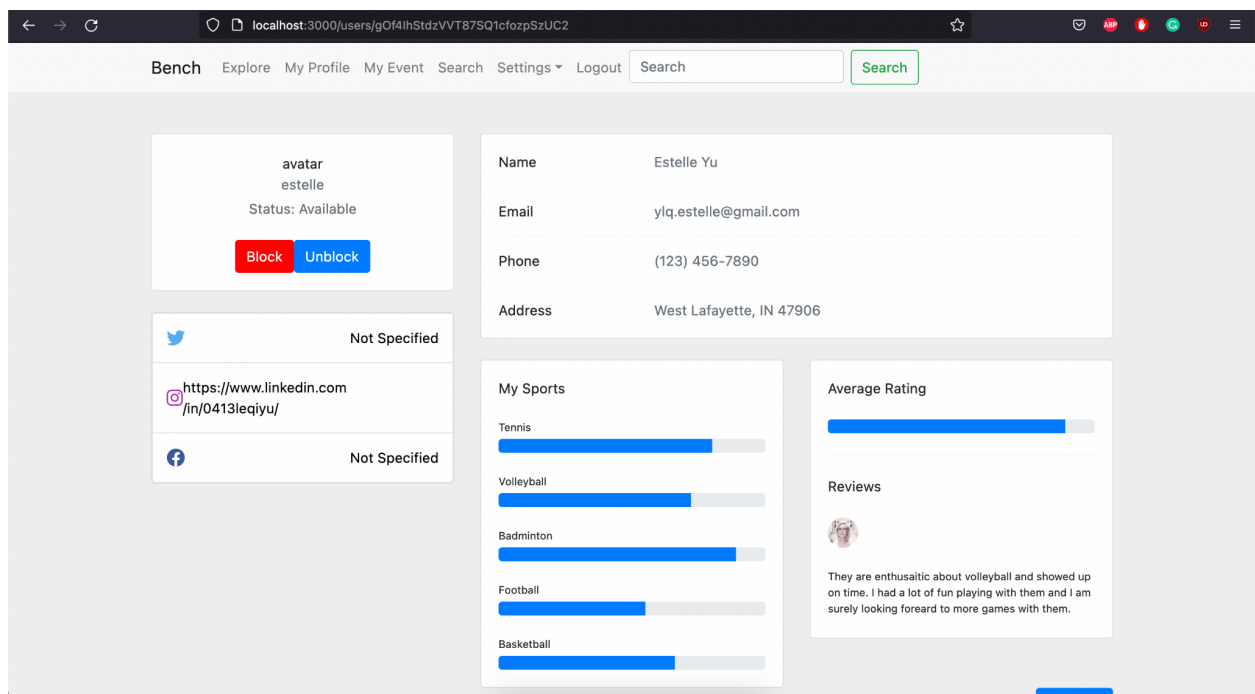 localhost:3000/users/gOf4IhStdzVVT87SQ1cfozpSzUC2
ABP
Bench Explore My Profile My Event Search Settings Logout Search Search
avatar
estelle
Status: Available
Block Unblock
Not Specified
https://www.linkedin.com
/in/0413leqiyu/
Not Specified
Name Estelle Yu
Email ylq.estelle@gmail.com
Phone (123) 456-7890
Address West Lafayette, IN 47906
My Sports
Tennis
Volleyball
Badminton
Football
Basketball
Average Rating
Reviews
They are enthusaitic about volleyball and showed up
on time. I had a lot of fun playing with them and I am
surely looking foreard to more games with them.